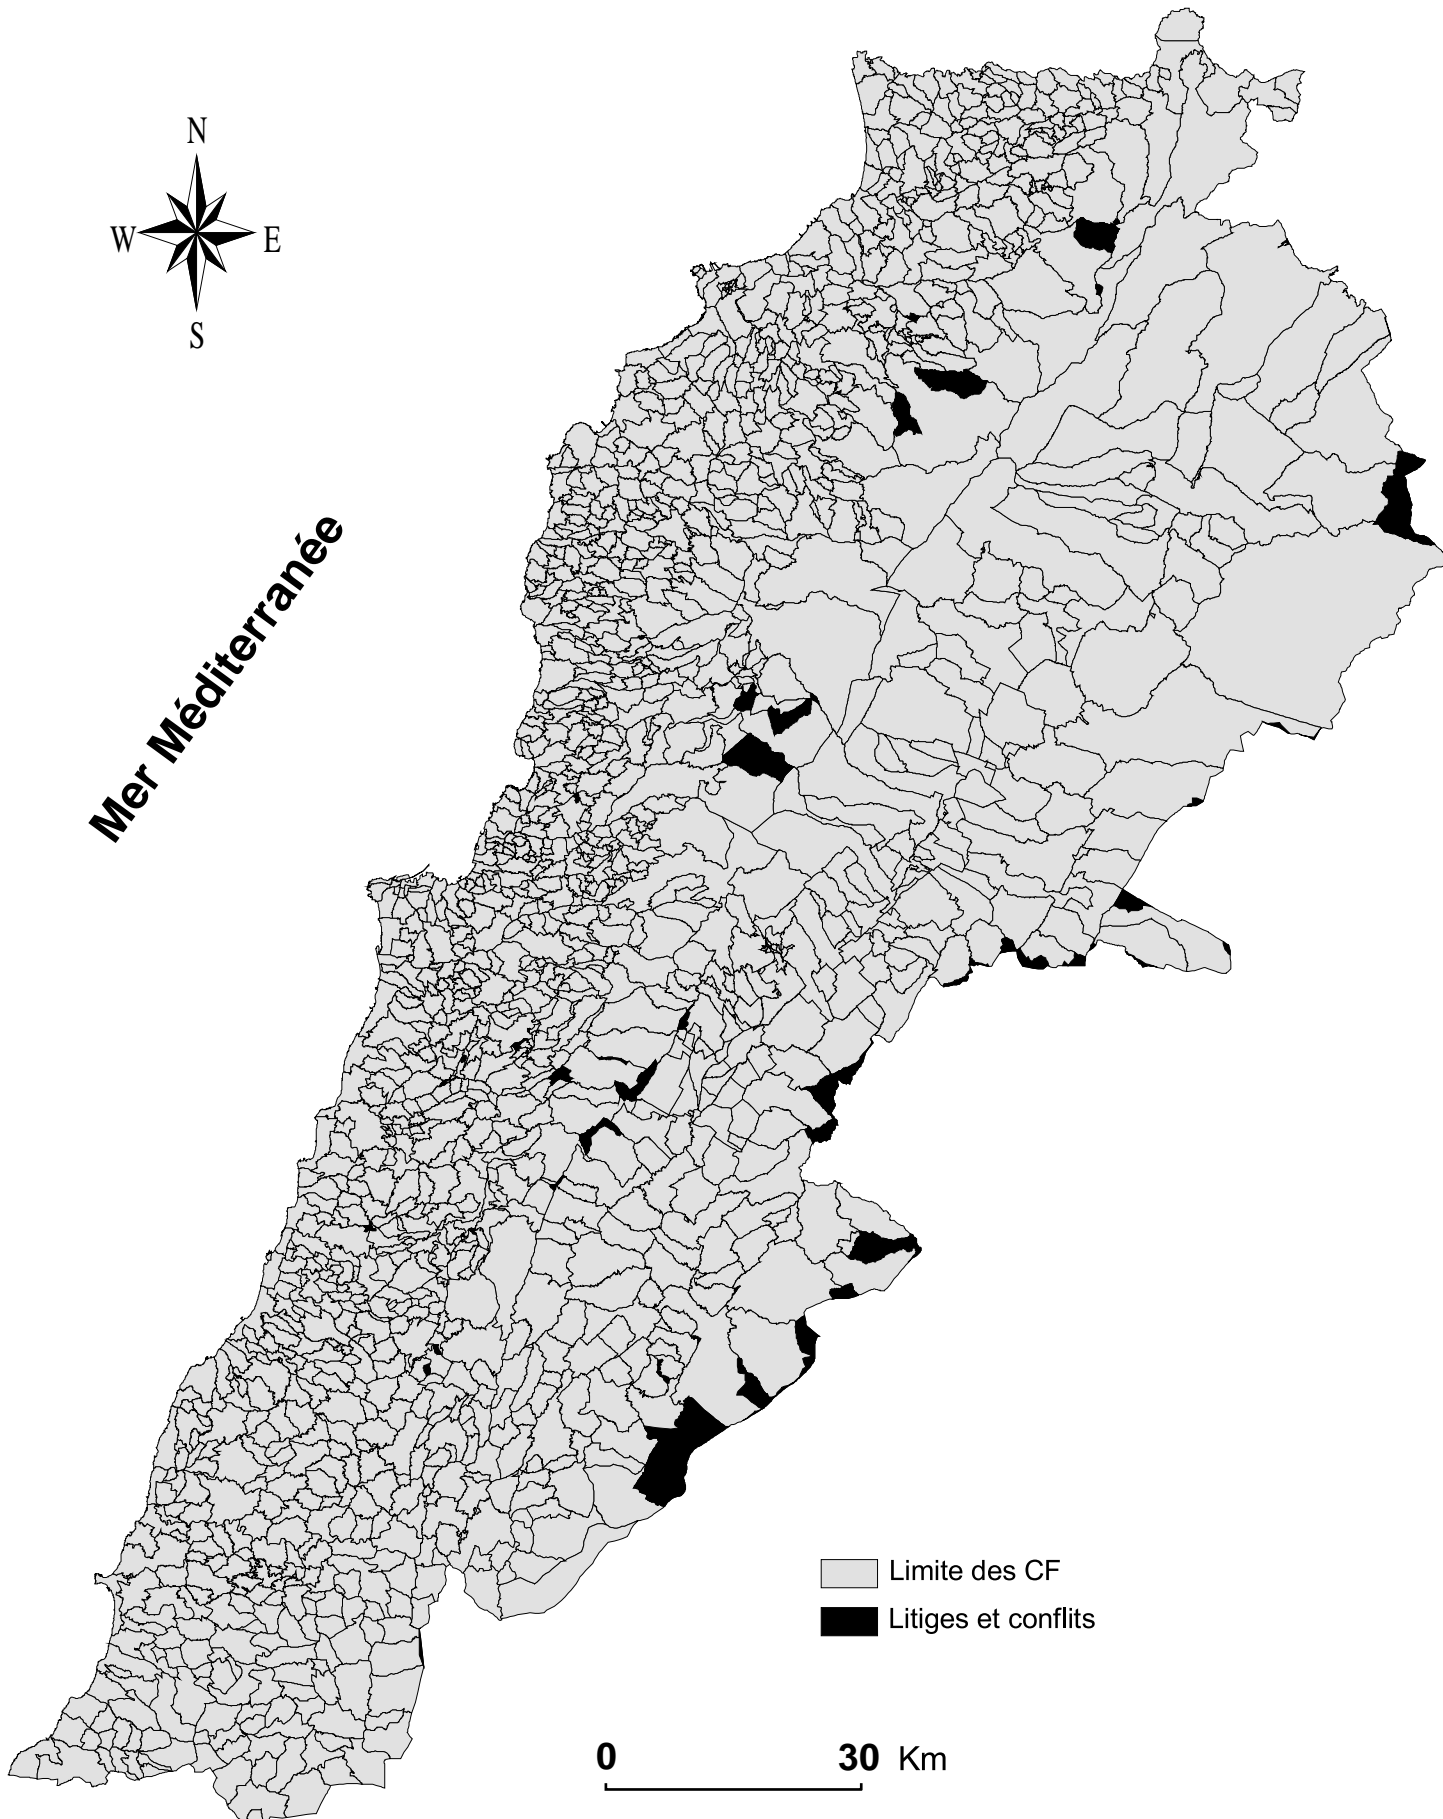 N
W E
S
Mer Méditerranée
Limite des CF
Litiges et conflits
0 30 Km